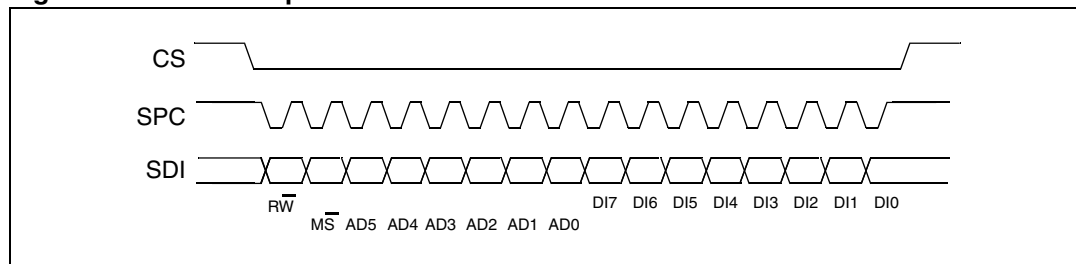 CS
SPC
SDI
RW̅ DI7 DI6 DI5 DI4 DI3 DI2 DI1 DI0
MS̅ AD5 AD4 AD3 AD2 AD1 AD0